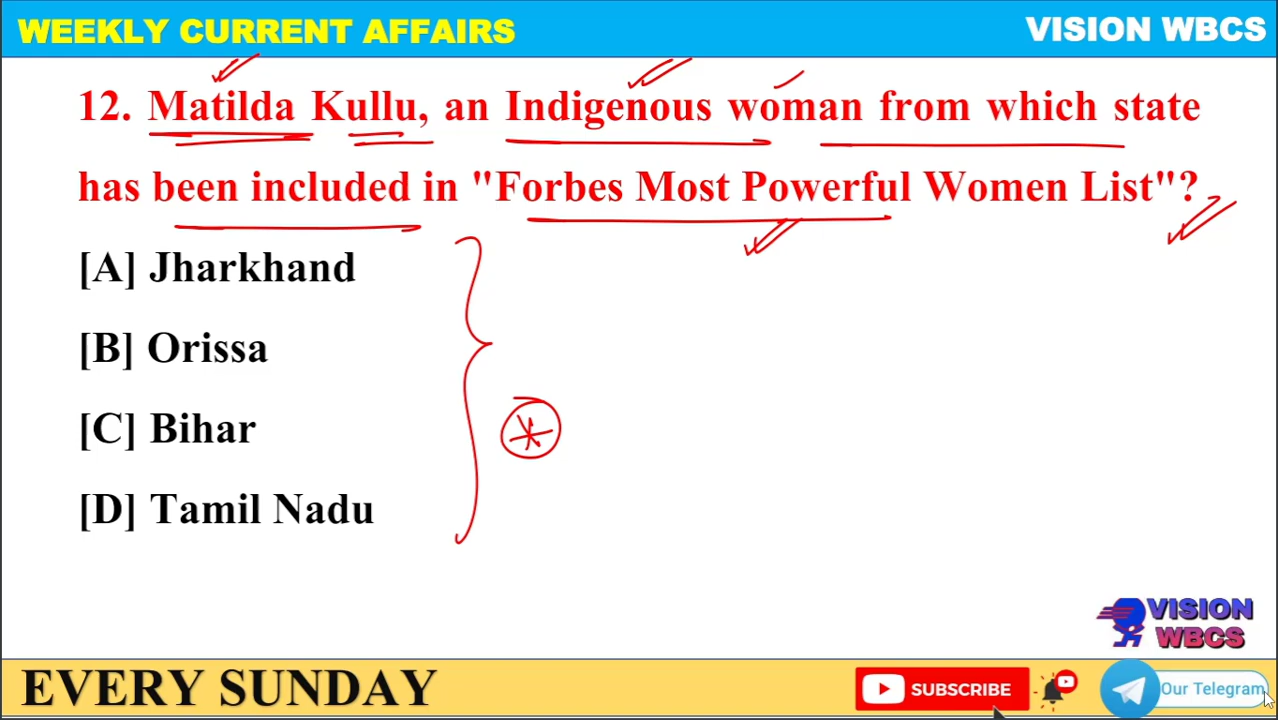 WEEKLY CURRENT AFFAIRS
VISION WBCS
12. Matilda Kullu, an Indigenous woman from which state
has been included in "Forbes Most Powerful Women List"?
[A] Jharkhand
[B] Orissa
[C] Bihar
[D] Tamil Nadu
VISION
WBCS
EVERY SUNDAY
SUBSCRIBE
Our Telegram